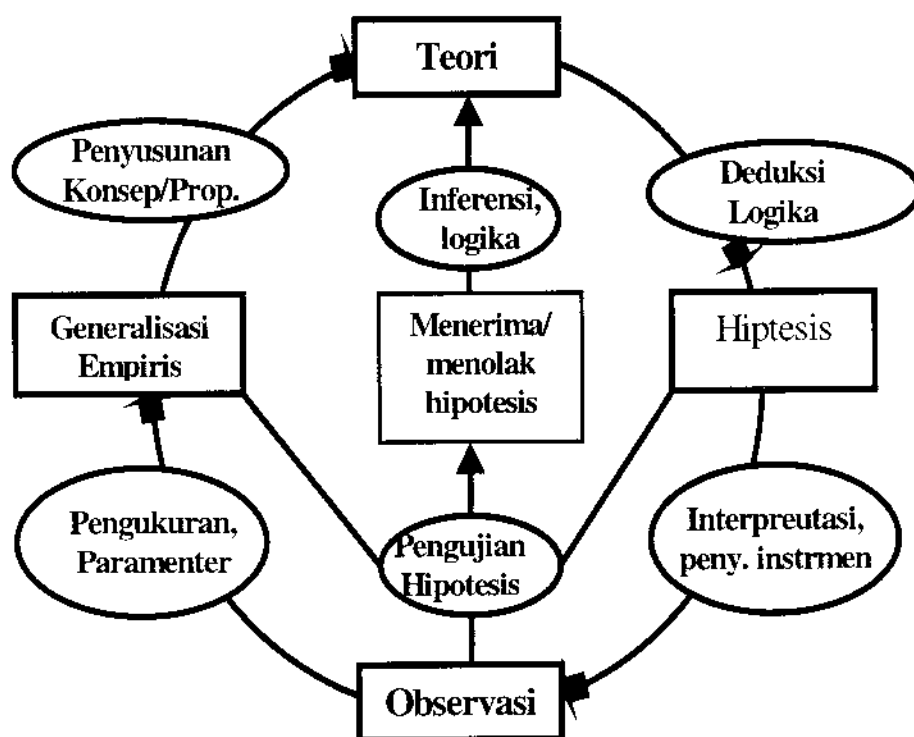 Teori
Penyusunan
Konsep/Prop.
Inferensi,
logika
Deduksi
Logika
Generalisasi
Empiris
Menerima/
menolak
hipotesis
Hiptesis
Pengukuran,
Paramenter
Pengujian
Hipotesis
Interpreutasi,
peny. instrmen
Observasi